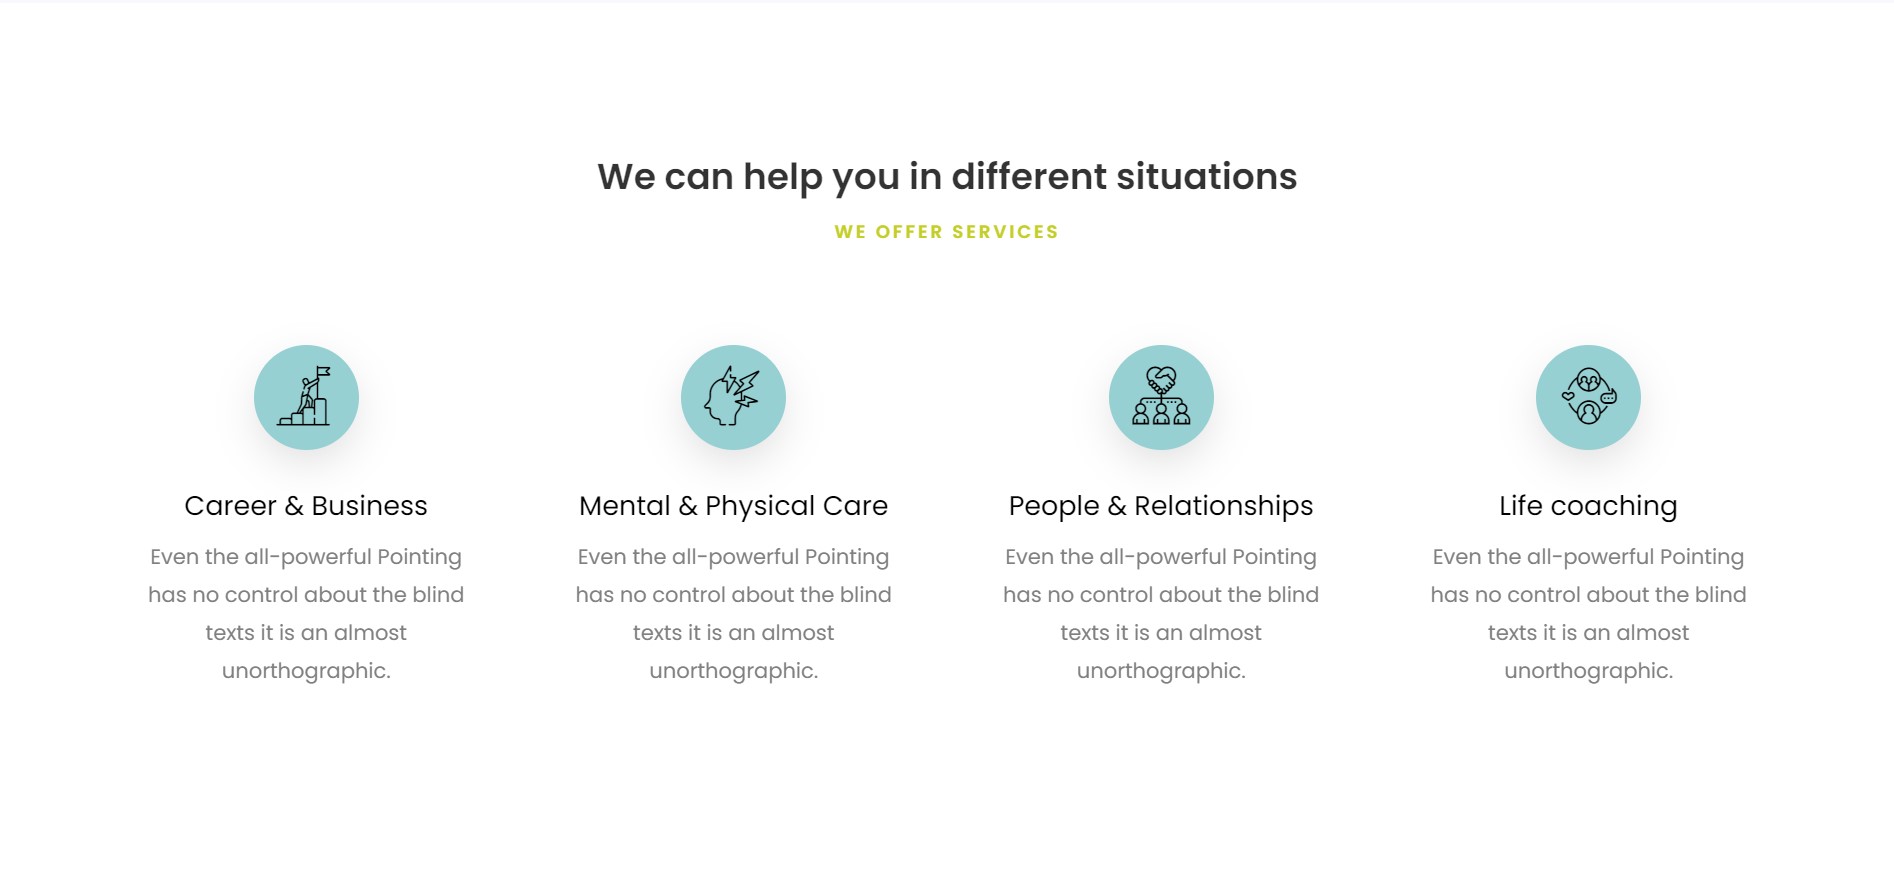 We can help you in different situations
WE OFFER SERVICES
Career & Business
Even the all-powerful Pointing
has no control about the blind
texts it is an almost
unorthographic.
Mental & Physical Care
Even the all-powerful Pointing
has no control about the blind
texts it is an almost
unorthographic.
People & Relationships
Even the all-powerful Pointing
has no control about the blind
texts it is an almost
unorthographic.
Life coaching
Even the all-powerful Pointing
has no control about the blind
texts it is an almost
unorthographic.